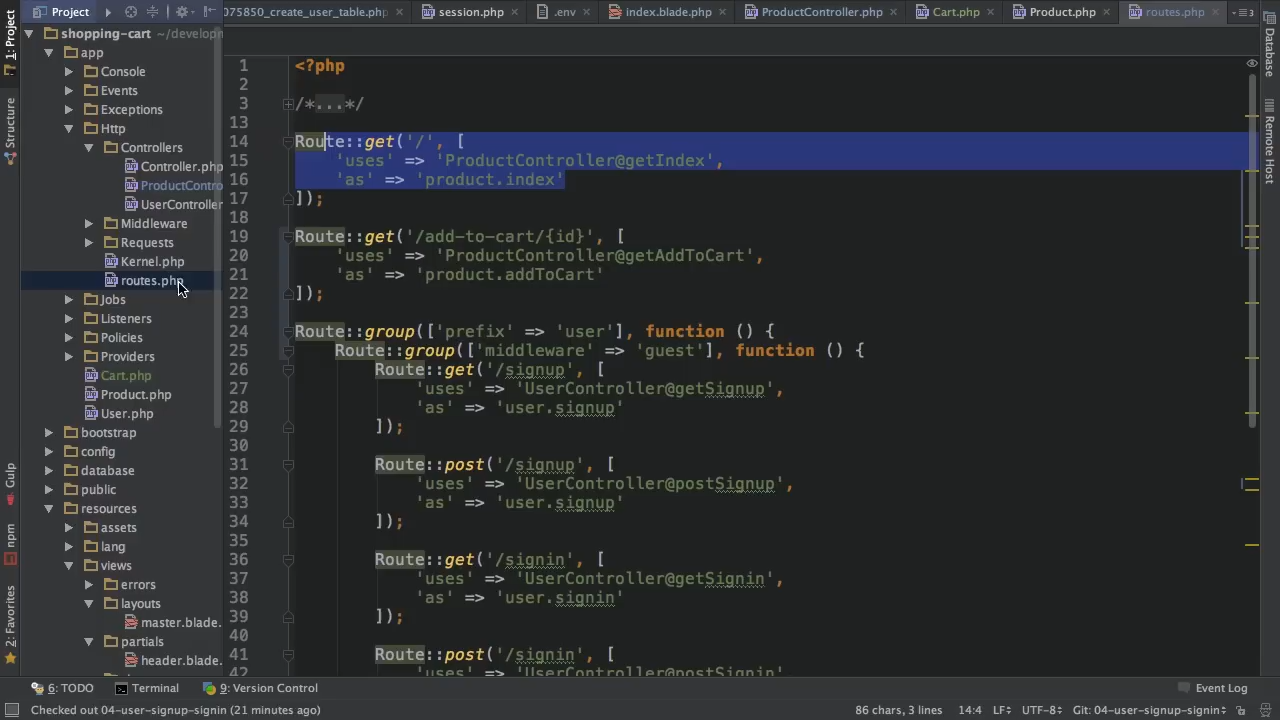 Project
075850_create_user_table.php
session.php
.env
index.blade.php
ProductController.php
Cart.php
Product.php
routes.php
3
1: Project
Structure
Gulp
npm
2: Favorites
Database
Remote Host
shopping-cart ~/developm
app
Console
Events
Exceptions
Http
Controllers
Controller.php
ProductContro
UserController
Middleware
Requests
Kernel.php
routes.php
Jobs
Listeners
Policies
Providers
Cart.php
Product.php
User.php
bootstrap
config
database
public
resources
assets
lang
views
errors
layouts
master.blade.
partials
header.blade.
1 <?php
2
3 /*...*/
13
14 Route::get('/', [
15 'uses' => 'ProductController@getIndex',
16 'as' => 'product.index'
17 ]);
18
19 Route::get('/add-to-cart/{id}', [
20 'uses' => 'ProductController@getAddToCart',
21 'as' => 'product.addToCart'
22 ]);
23
24 Route::group(['prefix' => 'user'], function () {
25 Route::group(['middleware' => 'guest'], function () {
26 Route::get('/signup', [
27 'uses' => 'UserController@getSignup',
28 'as' => 'user.signup'
29 ]);
30
31 Route::post('/signup', [
32 'uses' => 'UserController@postSignup',
33 'as' => 'user.signup'
34 ]);
35
36 Route::get('/signin', [
37 'uses' => 'UserController@getSignin',
38 'as' => 'user.signin'
39 ]);
40
41 Route::post('/signin', [
42 'uses' => 'UserController@postSignin',
6: TODO
Terminal
9: Version Control
Event Log
Checked out 04-user-signup-signin (21 minutes ago)
86 chars, 3 lines
14:4
LF
UTF-8
Git: 04-user-signup-signin